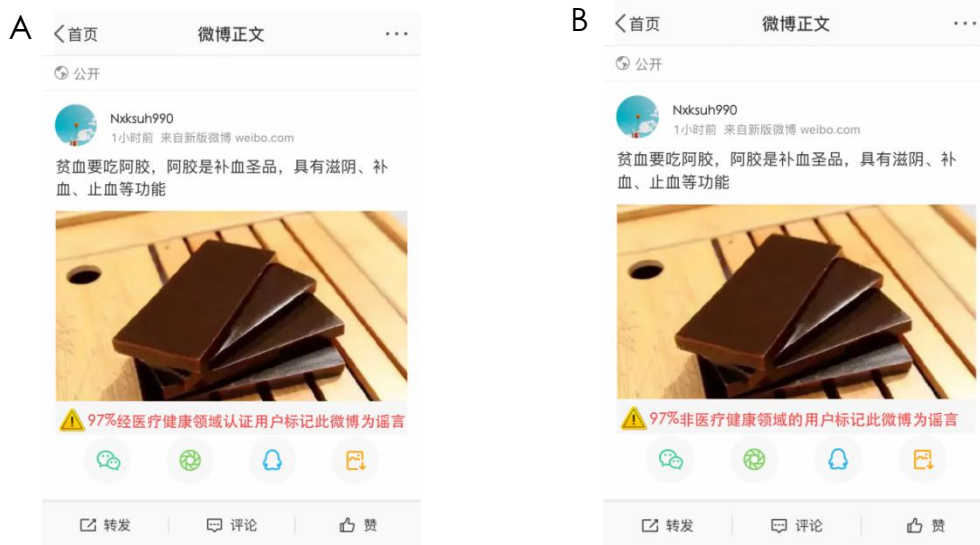 A
首页 微博正文 ...
公开
Nxksuh990
1小时前 来自新版微博 weibo.com
贫血要吃阿胶，阿胶是补血圣品，具有滋阴、补
血、止血等功能
97%经医疗健康领域认证用户标记此微博为谣言
转发 评论 赞
B
首页 微博正文 ...
公开
Nxksuh990
1小时前 来自新版微博 weibo.com
贫血要吃阿胶，阿胶是补血圣品，具有滋阴、补
血、止血等功能
97%非医疗健康领域的用户标记此微博为谣言
转发 评论 赞